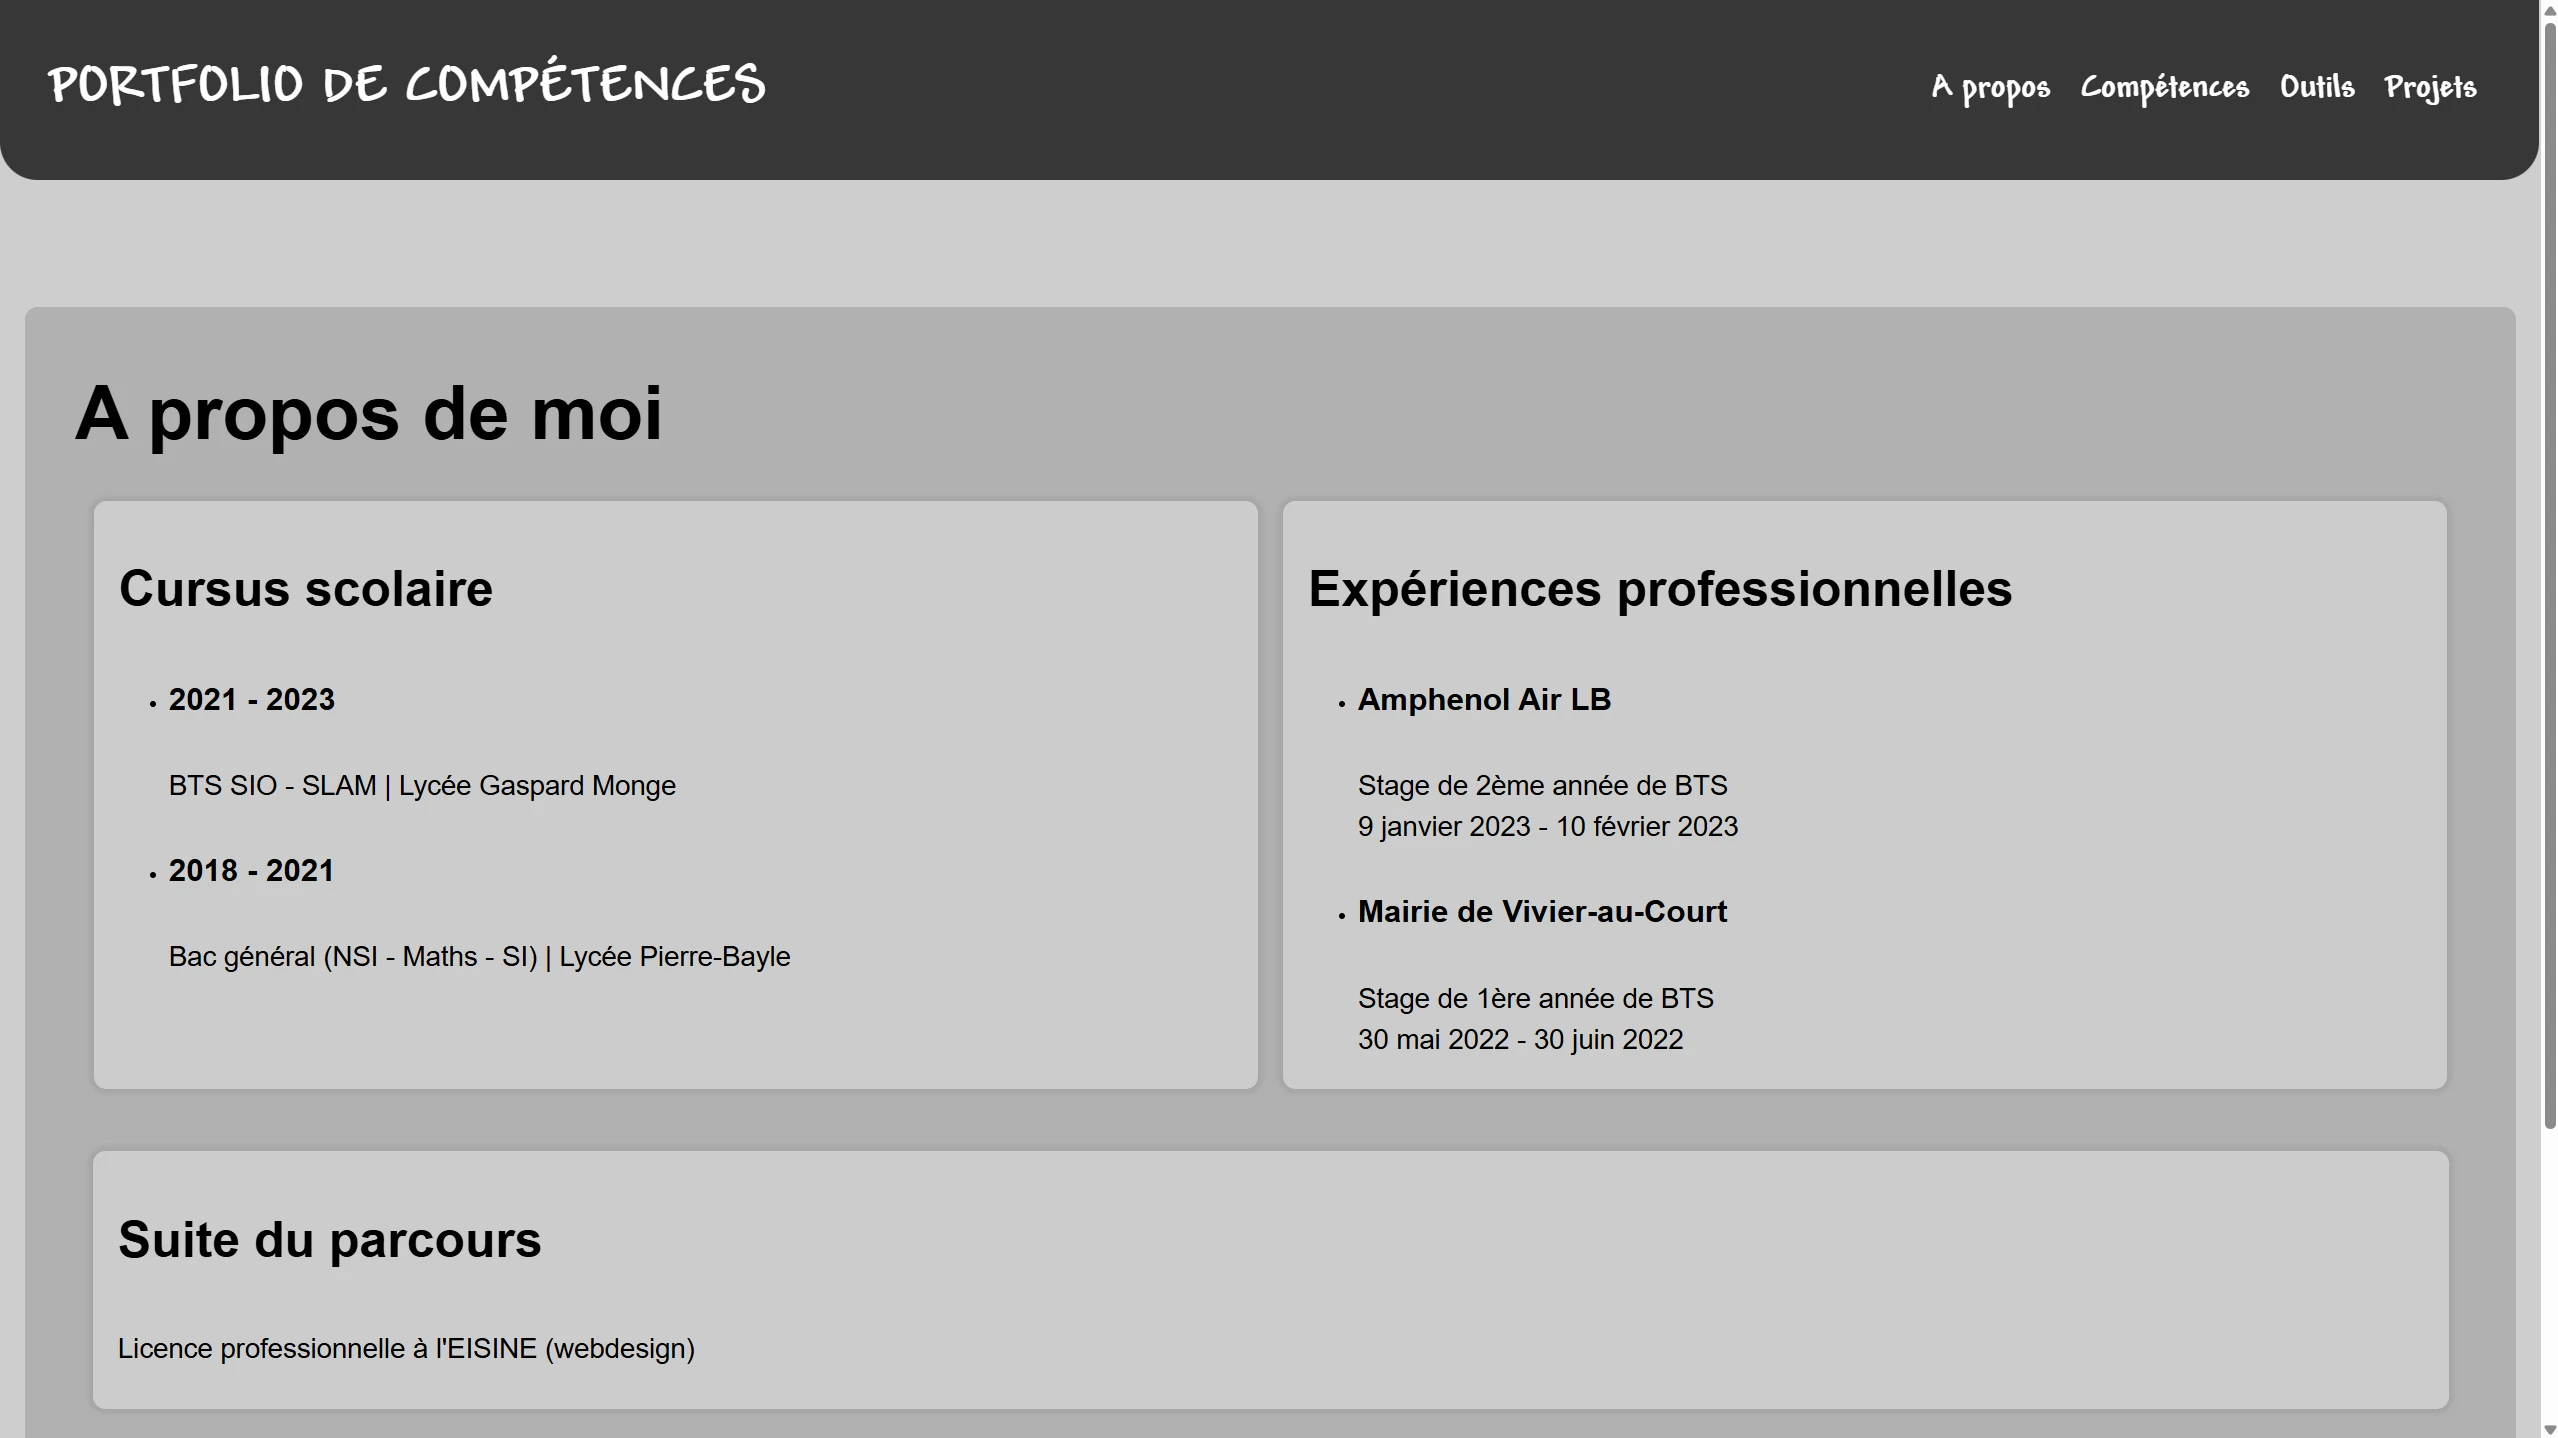 PORTFOLIO DE COMPÉTENCES
A propos Compétences Outils Projets
A propos de moi
Cursus scolaire
2021 - 2023
BTS SIO - SLAM | Lycée Gaspard Monge
2018 - 2021
Bac général (NSI - Maths - SI) | Lycée Pierre-Bayle
Expériences professionnelles
Amphenol Air LB
Stage de 2ème année de BTS
9 janvier 2023 - 10 février 2023
Mairie de Vivier-au-Court
Stage de 1ère année de BTS
30 mai 2022 - 30 juin 2022
Suite du parcours
Licence professionnelle à l'EISINE (webdesign)